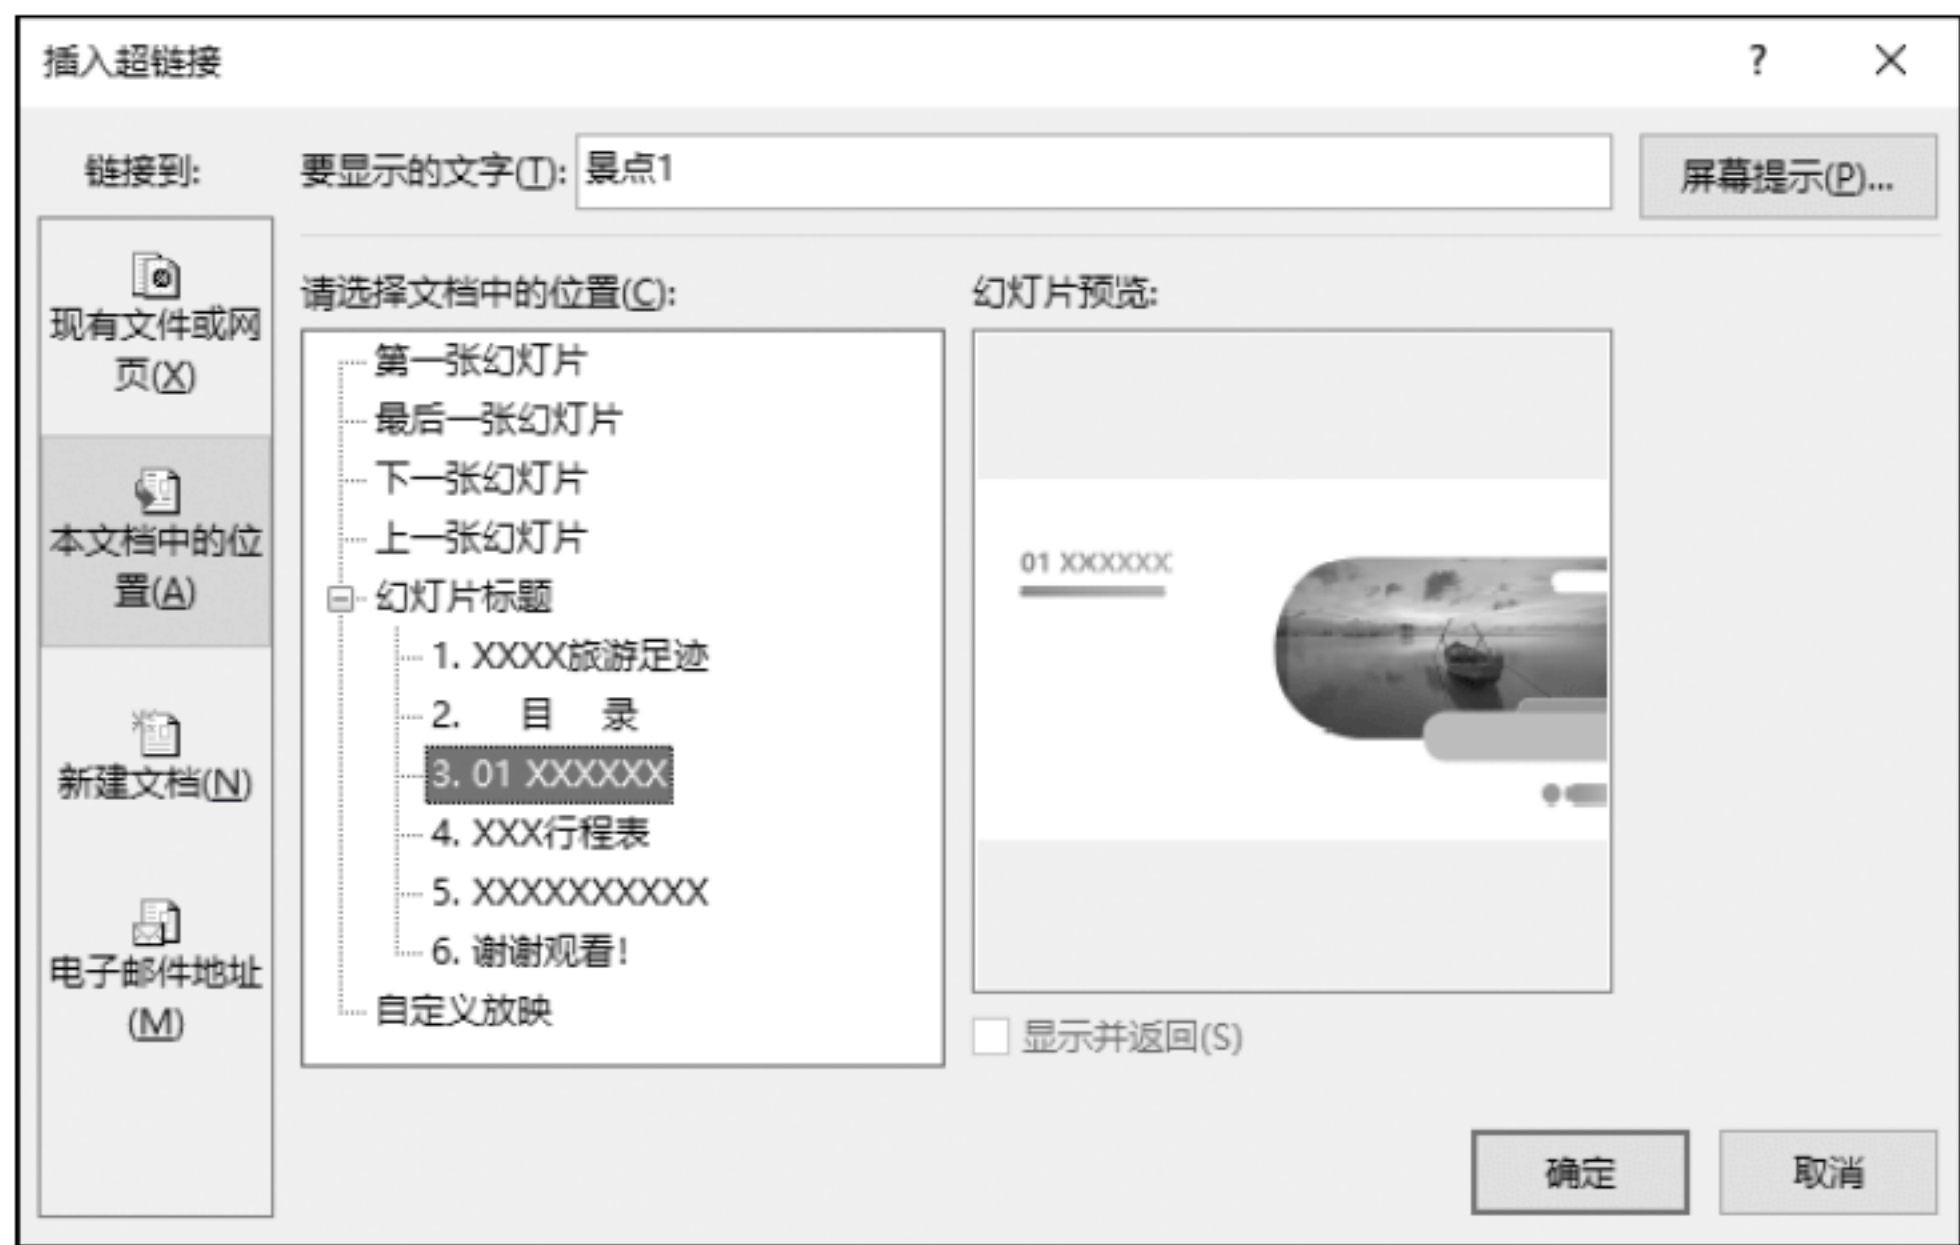 插入超链接
?
链接到:
要显示的文字(T): 景点1
屏幕提示(P)...
现有文件或网
页(X)
本文档中的位
置(A)
新建文档(N)
电子邮件地址
(M)
请选择文档中的位置(C):
第一张幻灯片
最后一张幻灯片
下一张幻灯片
上一张幻灯片
幻灯片标题
1. XXXX旅游足迹
2. 目 录
3. 01 XXXXXX
4. XXX行程表
5. XXXXXXXXXX
6. 谢谢观看!
自定义放映
幻灯片预览:
01 XXXXXX
显示并返回(S)
确定
取消